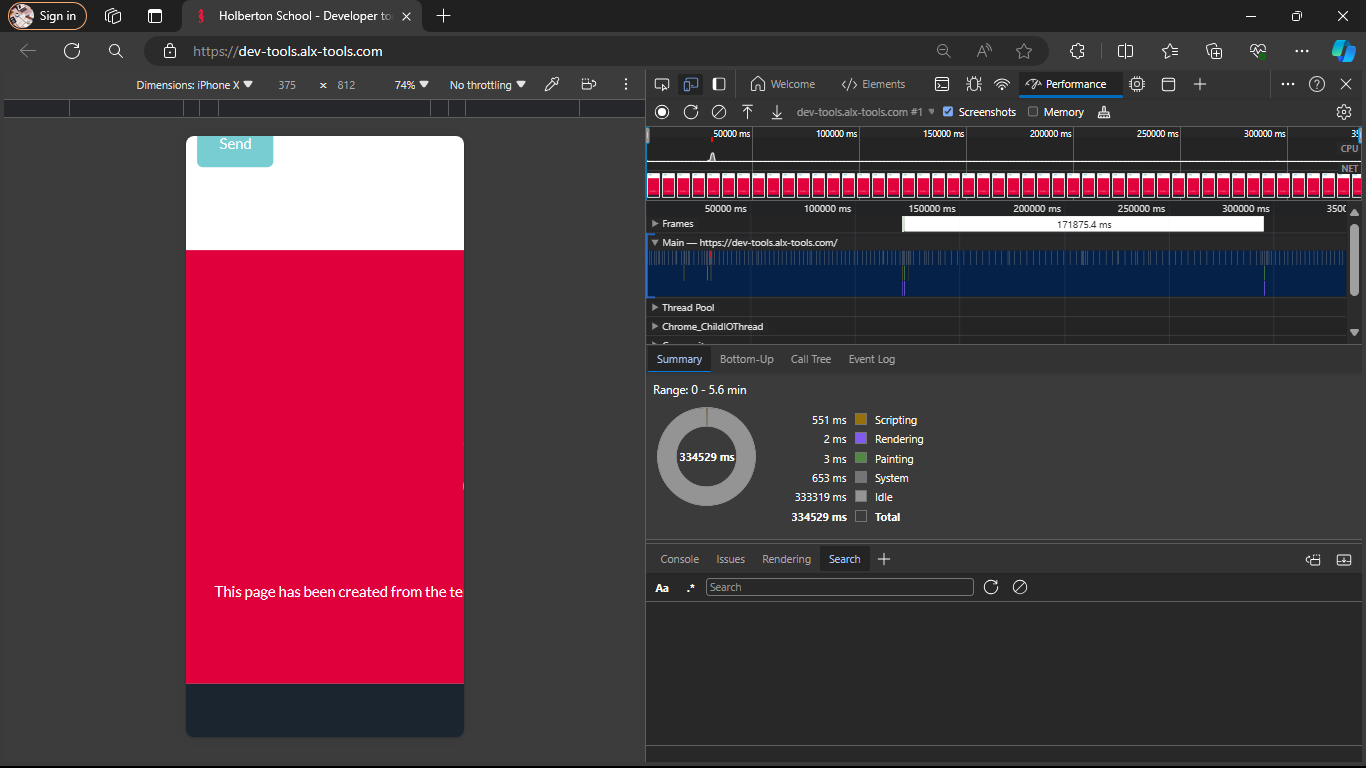 Sign in
Holberton School - Developer to
https://dev-tools.alx-tools.com
Dimensions: iPhone X ▼ 375 × 812 74% ▼ No throttling ▼
Welcome Elements Performance
dev-tools.alx-tools.com #1 ▼ Screenshots Memory
50000 ms 100000 ms 150000 ms 200000 ms 250000 ms 300000 ms 35
CPU
NET
50000 ms 100000 ms 150000 ms 200000 ms 250000 ms 300000 ms 3500
Frames
171875.4 ms
Main — https://dev-tools.alx-tools.com/
Thread Pool
Chrome_ChildIOThread
Summary Bottom-Up Call Tree Event Log
Range: 0 - 5.6 min
334529 ms
551 ms Scripting
2 ms Rendering
3 ms Painting
653 ms System
333319 ms Idle
334529 ms Total
Console Issues Rendering Search
Aa .* Search
Send
This page has been created from the te